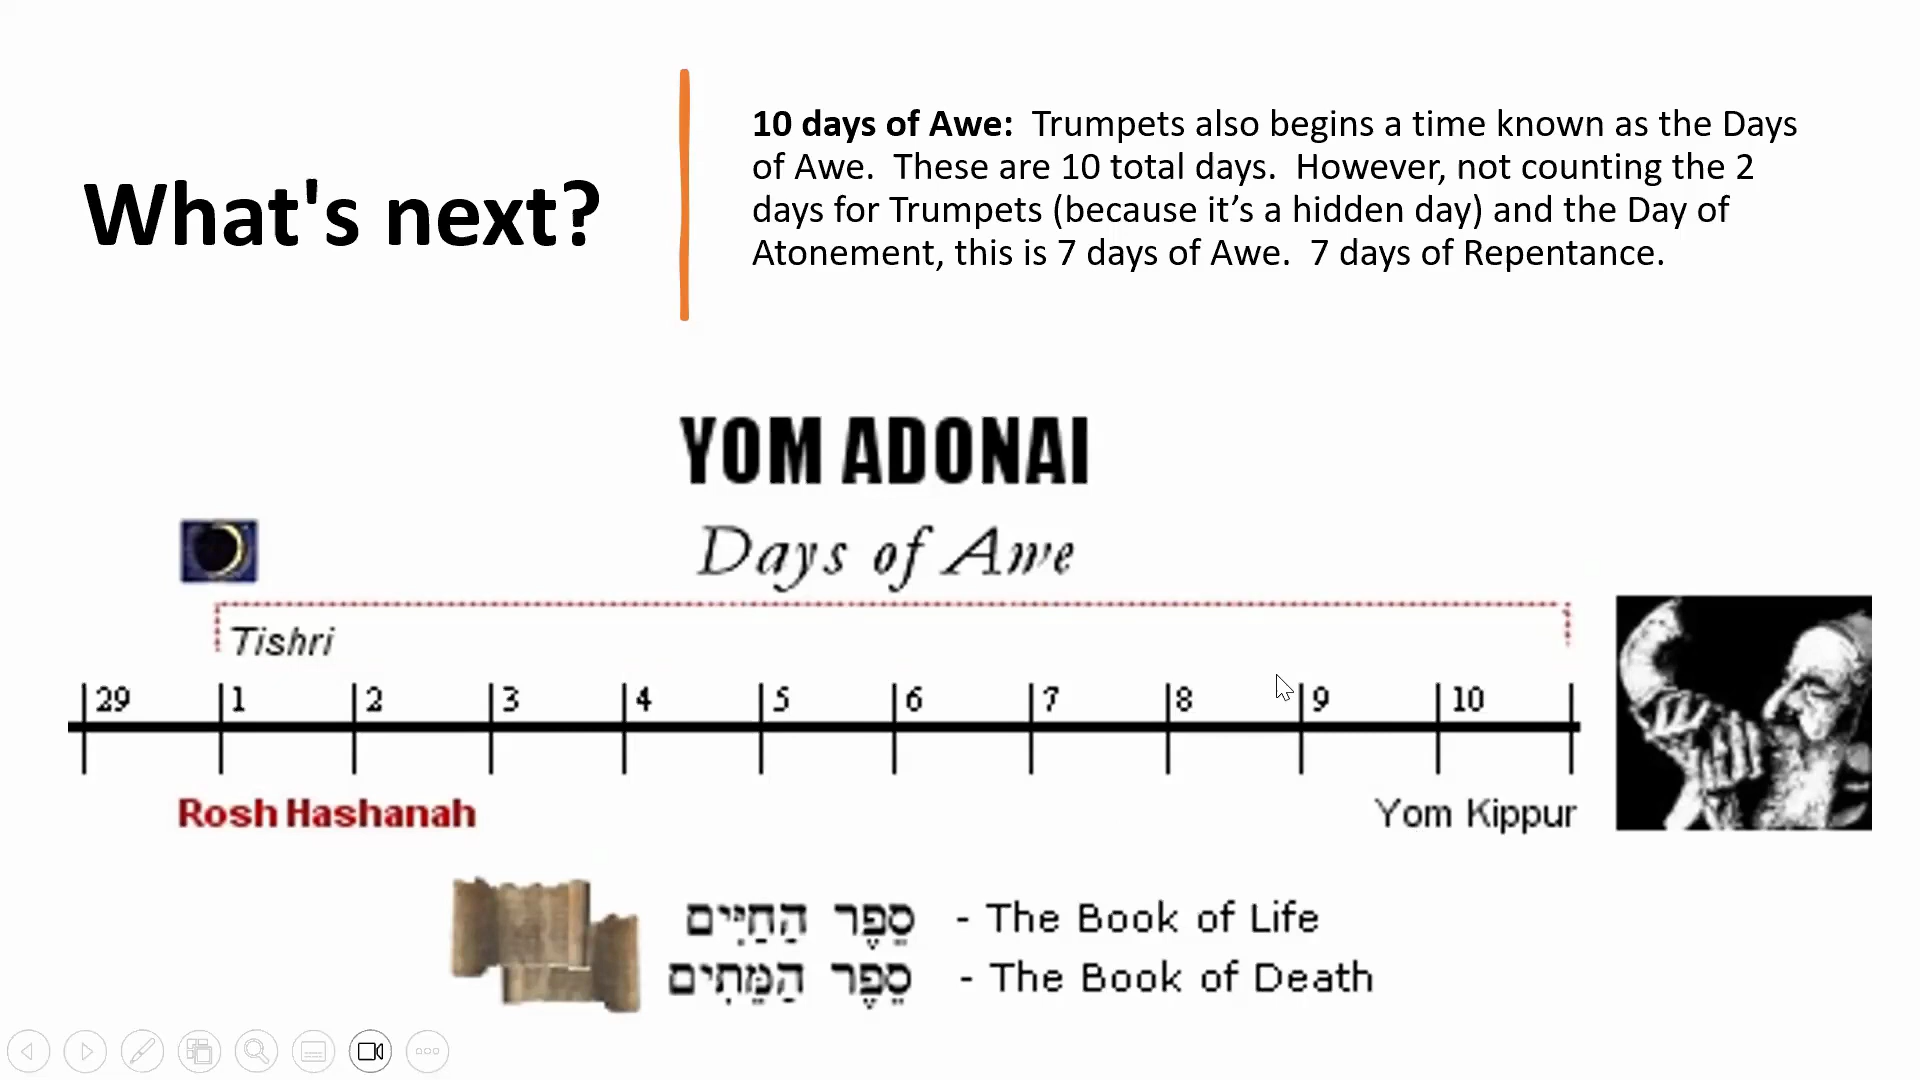 What's next?
10 days of Awe:  Trumpets also begins a time known as the Days
of Awe.  These are 10 total days.  However, not counting the 2
days for Trumpets (because it’s a hidden day) and the Day of
Atonement, this is 7 days of Awe.  7 days of Repentance.
YOM ADONAI
Days of Awe
Tishri
29 1 2 3 4 5 6 7 8 9 10
Rosh Hashanah
Yom Kippur
סֵפֶר הַחַיִּים - The Book of Life
סֵפֶר הַמֵּתִים - The Book of Death